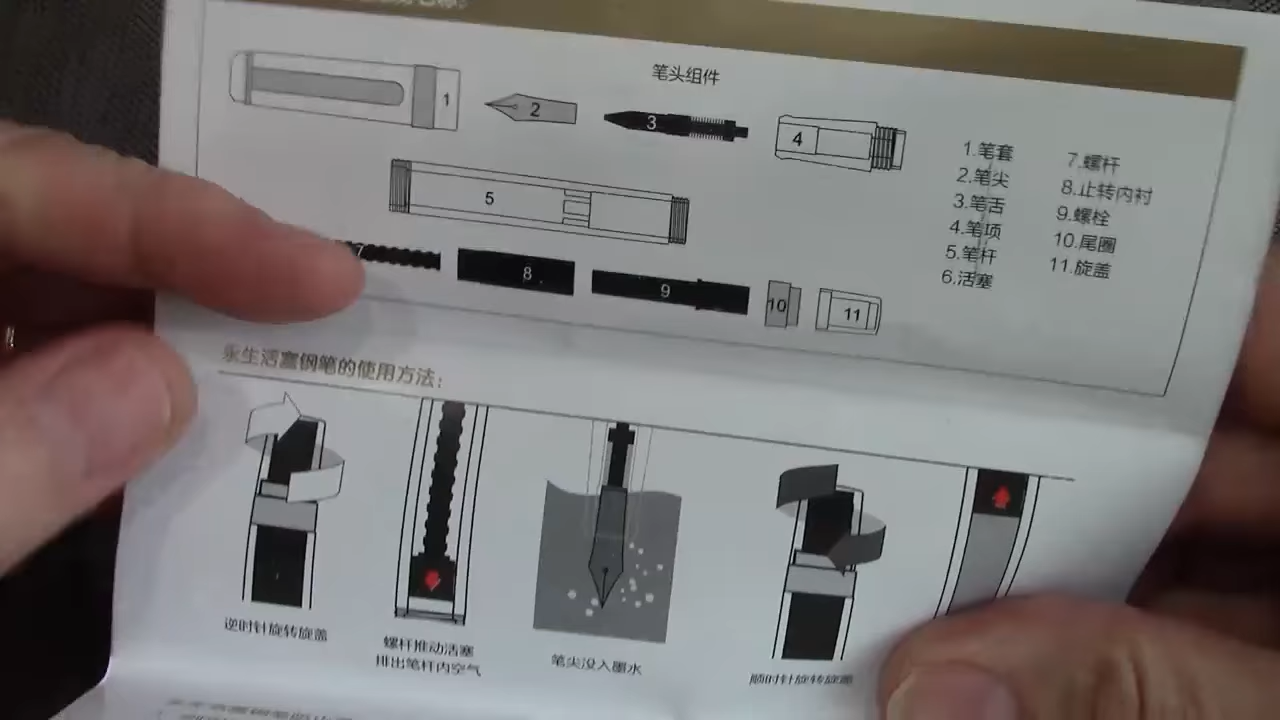 笔头组件
1
2
3
4
5
7
8
9
10
11
1.笔套
2.笔尖
3.笔舌
4.笔项
5.笔杆
6.活塞
7.螺杆
8.止转内衬
9.螺栓
10.尾圈
11.旋盖
永生活塞钢笔的使用方法：
逆时针旋转旋盖
螺杆推动活塞
排出笔杆内空气
笔尖没入墨水
顺时针旋转旋盖